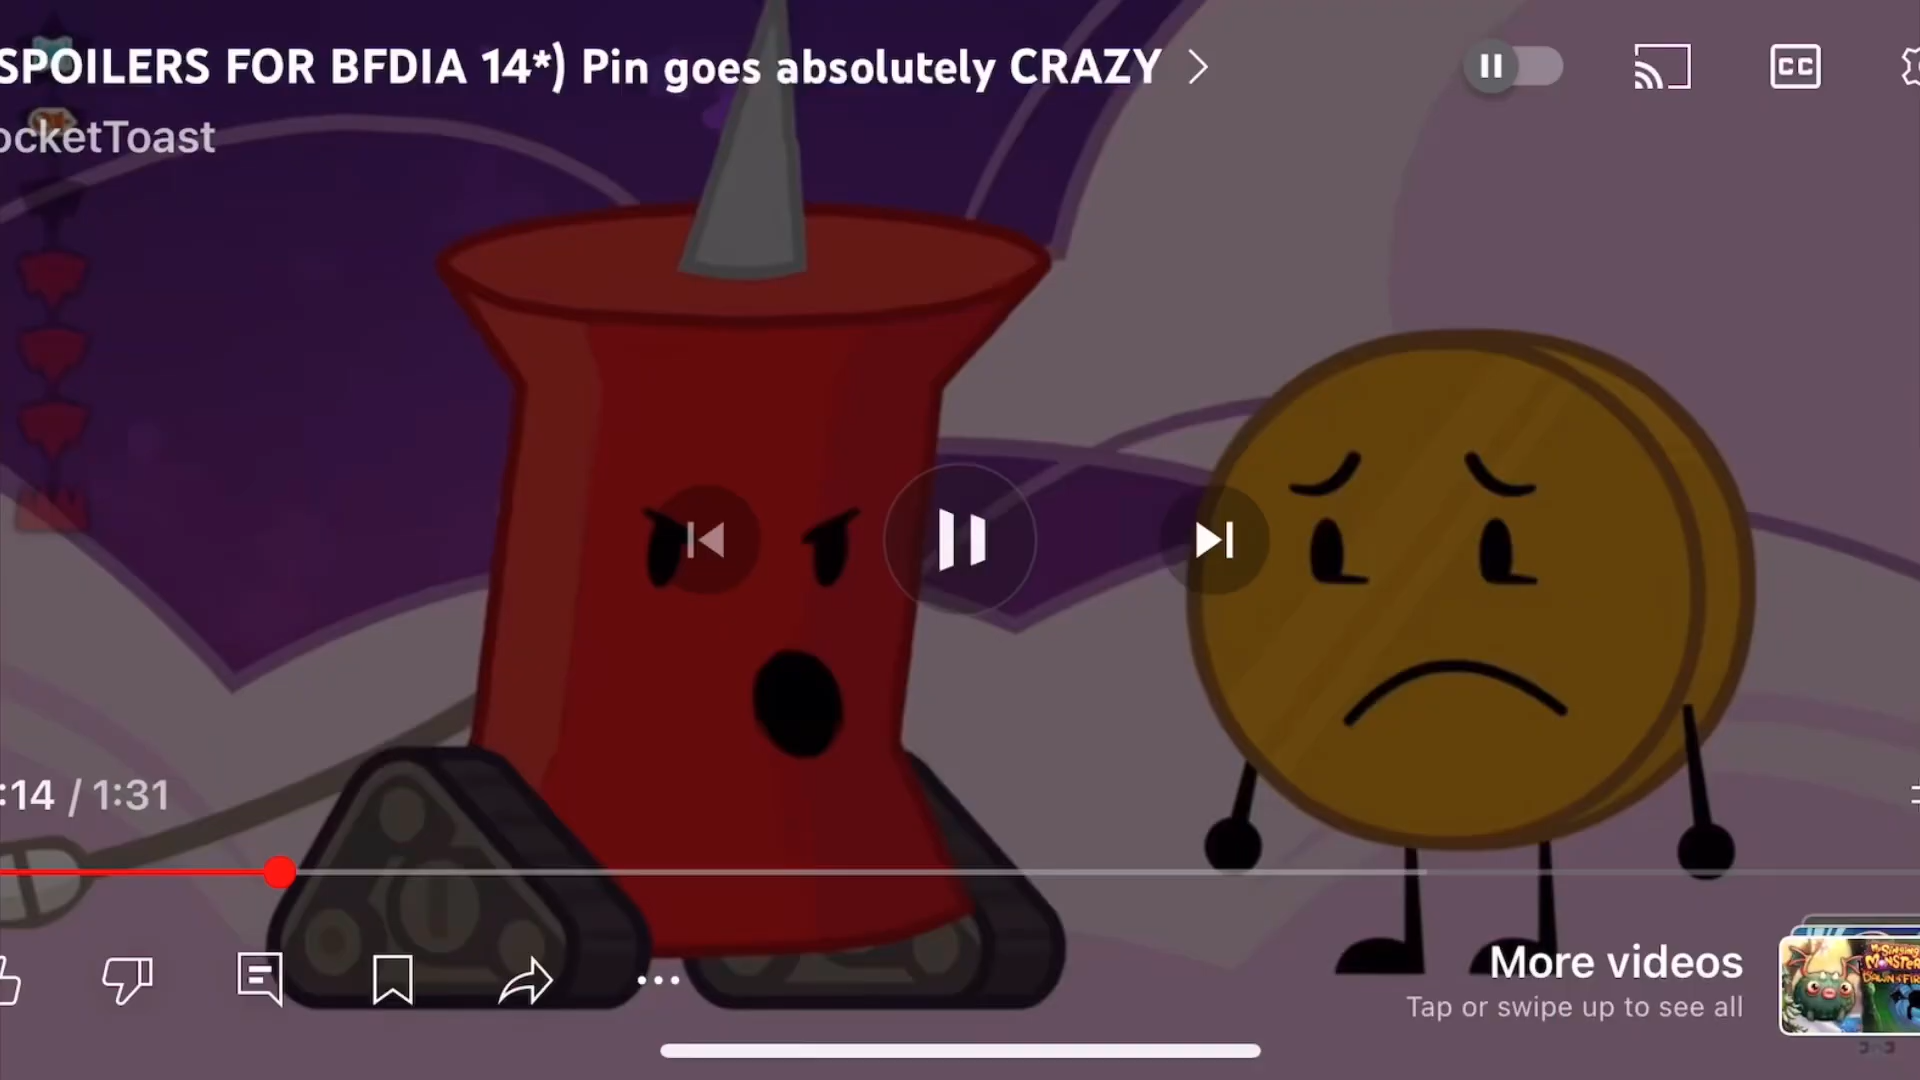 SPOILERS FOR BFDIA 14*) Pin goes absolutely CRAZY
ocketToast
CC
:14 / 1:31
More videos
Tap or swipe up to see all